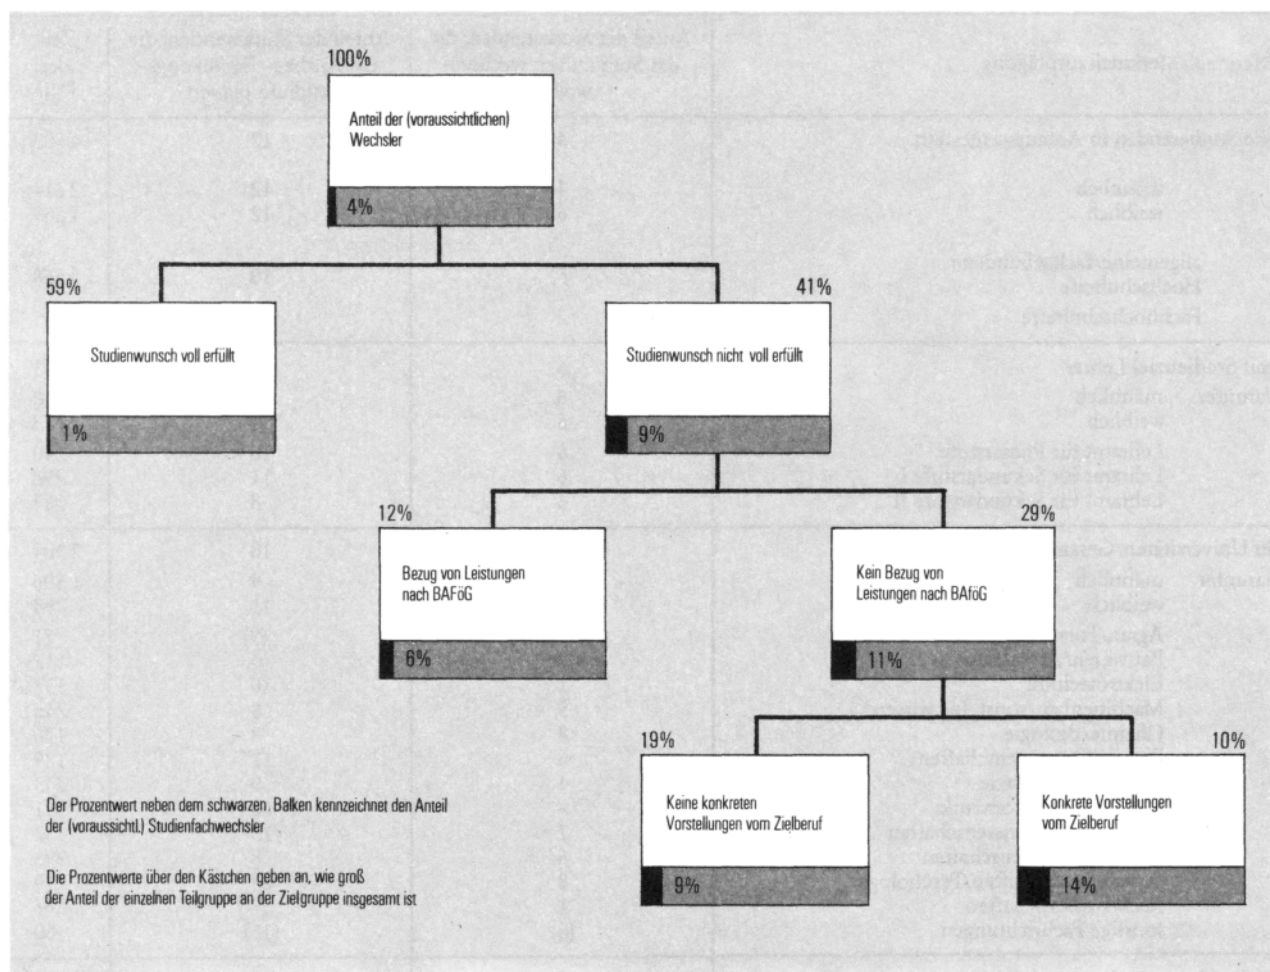 100%
Anteil der (voraussichtlichen)
Wechsler
4%
59%
41%
Studienwunsch voll erfüllt
Studienwunsch nicht voll erfüllt
1%
9%
12%
29%
Bezug von Leistungen
nach BAFöG
Kein Bezug von
Leistungen nach BAföG
6%
11%
19%
10%
Keine konkreten
Vorstellungen vom Zielberuf
Konkrete Vorstellungen
vom Zielberuf
9%
14%
Der Prozentwert neben dem schwarzen Balken kennzeichnet den Anteil
der (voraussichtl.) Studienfachwechsler
Die Prozentwerte über den Kästchen geben an, wie groß
der Anteil der einzelnen Teilgruppe an der Zielgruppe insgesamt ist